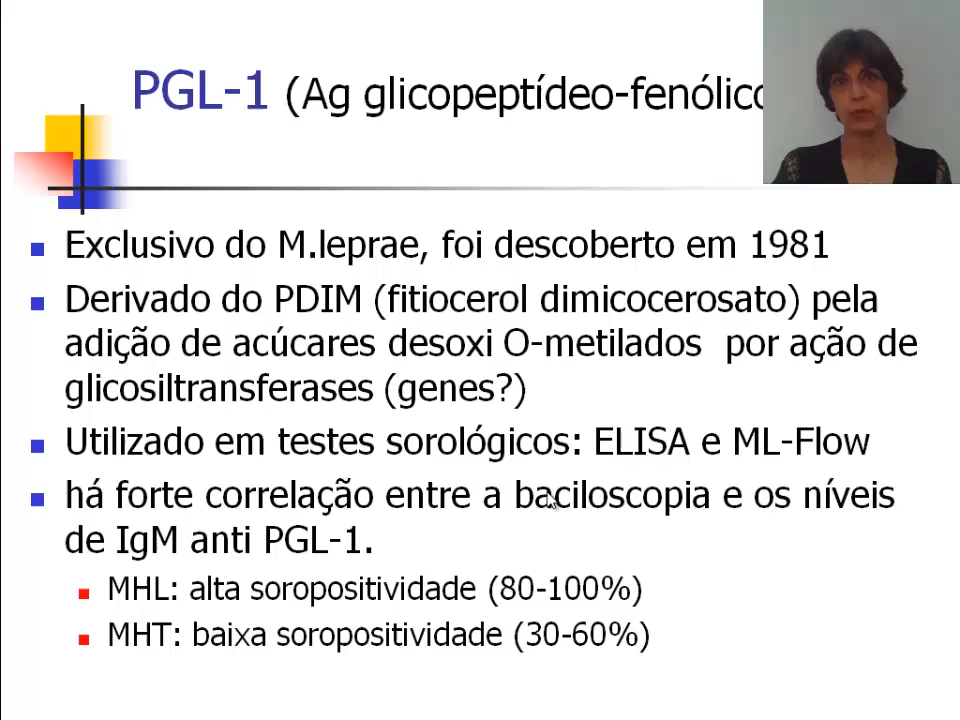 PGL-1 (Ag glicopeptídeo-fenólico
Exclusivo do M.leprae, foi descoberto em 1981
Derivado do PDIM (fitiocerol dimicocerosato) pela
adição de acúcares desoxi O-metilados por ação de
glicosiltransferases (genes?)
Utilizado em testes sorológicos: ELISA e ML-Flow
há forte correlação entre a baciloscopia e os níveis
de IgM anti PGL-1.
MHL: alta soropositividade (80-100%)
MHT: baixa soropositividade (30-60%)